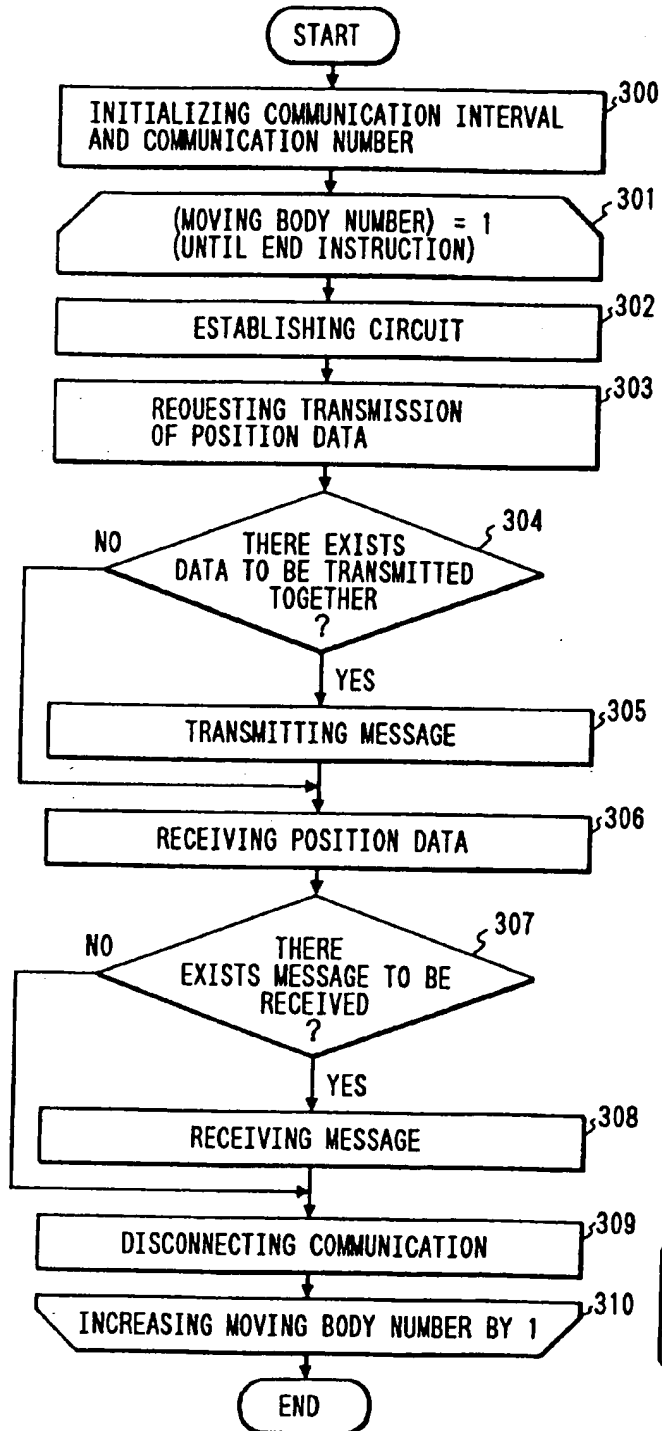 START
300
INITIALIZING COMMUNICATION INTERVAL
AND COMMUNICATION NUMBER
301
(MOVING BODY NUMBER) = 1
(UNTIL END INSTRUCTION)
302
ESTABLISHING CIRCUIT
303
REQUESTING TRANSMISSION
OF POSITION DATA
304
NO
THERE EXISTS
DATA TO BE TRANSMITTED
TOGETHER
?
YES
305
TRANSMITTING MESSAGE
306
RECEIVING POSITION DATA
307
NO
THERE
EXISTS MESSAGE TO BE
RECEIVED
?
YES
308
RECEIVING MESSAGE
309
DISCONNECTING COMMUNICATION
310
INCREASING MOVING BODY NUMBER BY 1
END